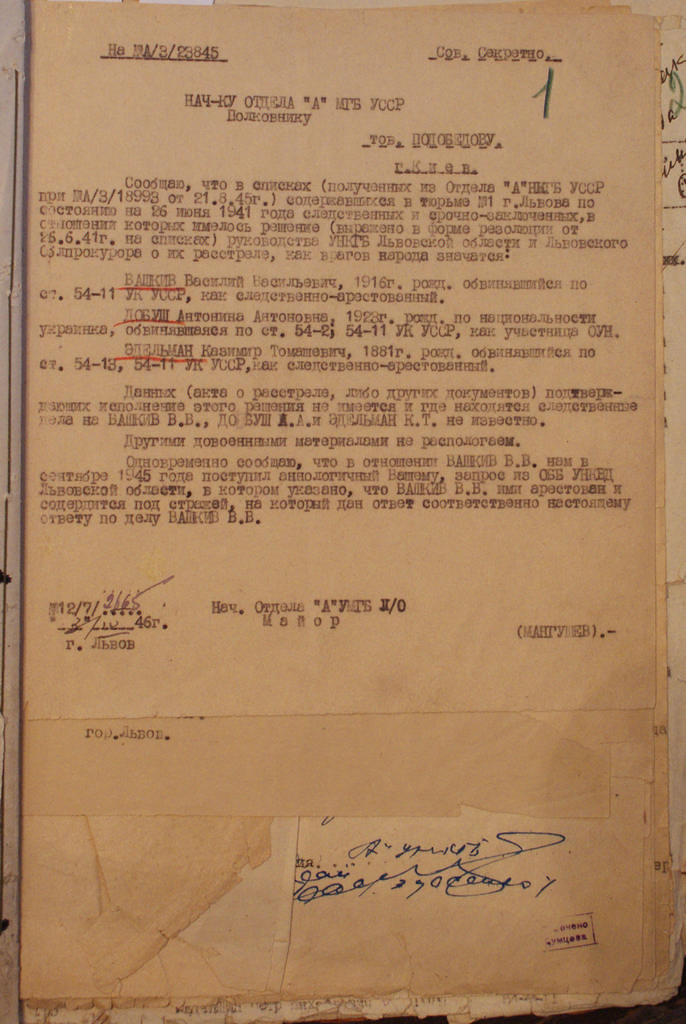 На №А/3/23845 Сов. Секретно.
1
НАЧ-КУ ОТДЕЛА "А" МГБ УССР
Полковнику
тов. ПОДОБЕДОВУ.
г.Киев.
Сообщаю, что в списках (полученных из Отдела "А"НКГБ УССР
при №А/3/18993 от 21.8.45г.) содержавшихся в тюрьме №1 г.Львова по
состоянию на 26 июня 1941 года следственных и срочно-заключенных,в
отношении которых имелось решение (выражено в форме резолюции от
26.6.41г. на списках) руководства УНКГБ Львовской области и Львовского
Облпрокурора о их расстреле, как врагов народа значатся:
ВАШКИВ Василий Васильевич, 1916г. рожд. обвинявшийся по
ст. 54-11 УК УССР, как следственно-арестованный.
ДОБУШ Антонина Антоновна, 1923г. рожд. по национальности
украинка, обвинявшаяся по ст. 54-2; 54-11 УК УССР, как участница ОУН.
ЭДЕЛЬМАН Казимир Томашевич, 1881г. рожд. обвинявшийся по
ст. 54-13, 54-11 УК УССР,как следственно-арестованный.
Данных (акта о расстреле, либо других документов) подтверж-
дающих исполнение этого решения не имеется и где находятся следственные
дела на ВАШКИВ В.В., ДОБУШ А.А.и ЭДЕЛЬМАН К.Т. не известно.
Другими довоенными материалами не распологаем.
Одновременно сообщаем, что в отношении ВАШКИВ В.В. нам в
сентябре 1945 года поступил аннологичный Вашему, запрос из ОББ УНКВД
Львовской области, в котором указано, что ВАШКИВ В.В. ими арестован и
содердится под стражей, на который дан ответ соответственно настоящему
ответу по делу ВАШКИВ В.В.
№12/7/2665 Нач. Отдела "А"УМГБ Л/О
46г. Майор
г. Львов (МАНГУШЕВ).-
гор.Львов.